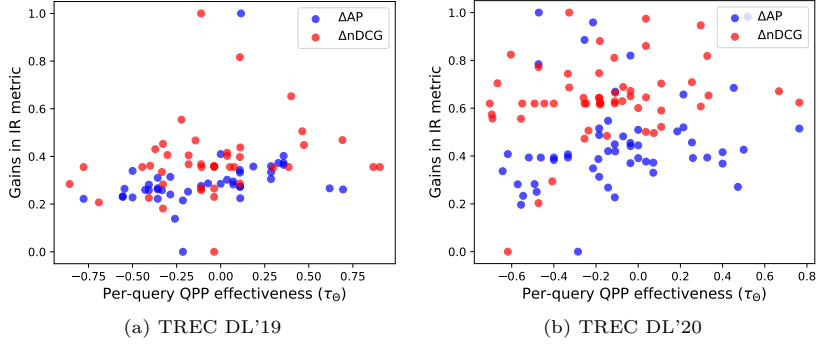 1.0
0.8
0.6
0.4
0.2
0.0
Gains in IR metric
ΔAP
ΔnDCG
−0.75 −0.50 −0.25 0.00 0.25 0.50 0.75
Per-query QPP effectiveness (τΘ)
(a) TREC DL'19
1.0
0.8
0.6
0.4
0.2
0.0
Gains in IR metric
ΔAP
ΔnDCG
−0.6 −0.4 −0.2 0.0 0.2 0.4 0.6 0.8
Per-query QPP effectiveness (τΘ)
(b) TREC DL'20